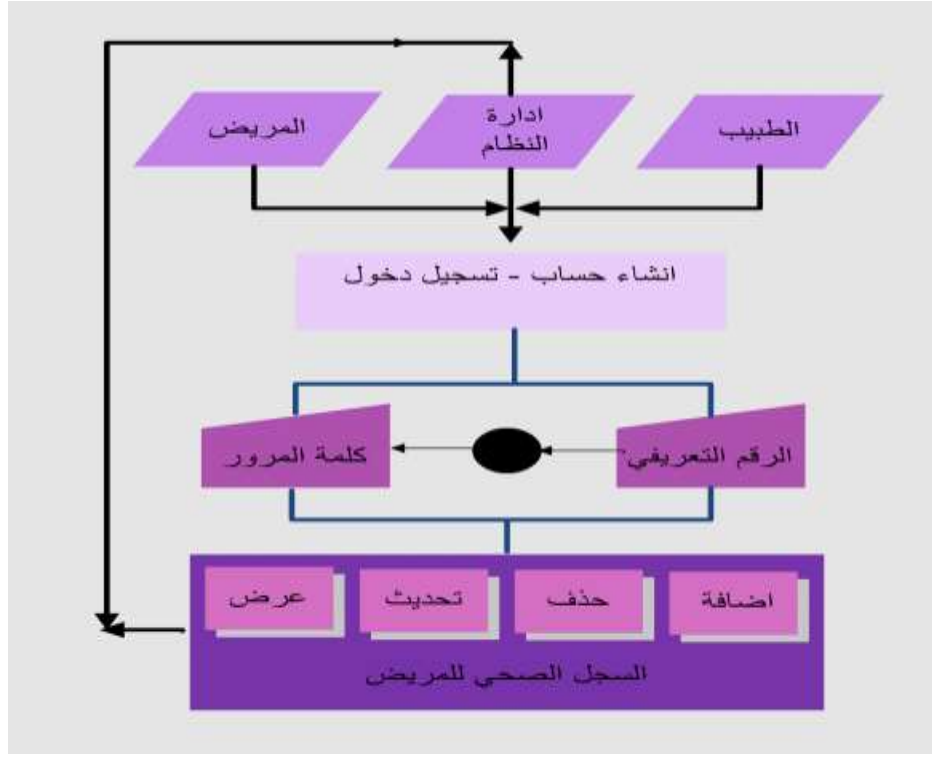 الطبيب
ادارة
النظام
المريض
انشاء حساب - تسجيل دخول
الرقم التعريفي
كلمة المرور
اضافة
حذف
تحديث
عرض
السجل الصحي للمريض